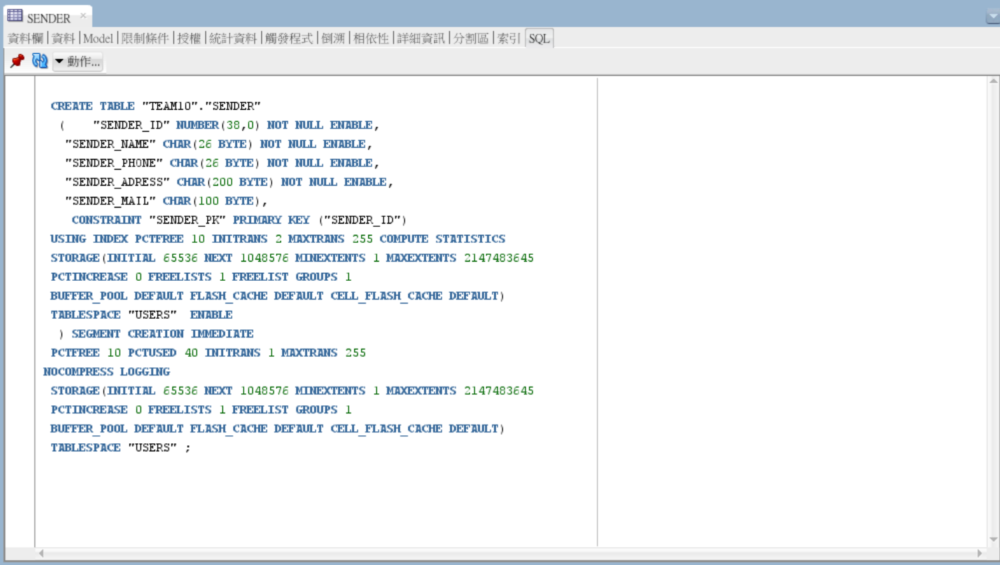 SENDER
資料欄 | 資料 | Model | 限制條件 | 授權 | 統計資料 | 觸發程式 | 倒溯 | 相依性 | 詳細資訊 | 分割區 | 索引 | SQL
動作...
CREATE TABLE "TEAM10"."SENDER"
( "SENDER_ID" NUMBER(38,0) NOT NULL ENABLE,
"SENDER_NAME" CHAR(26 BYTE) NOT NULL ENABLE,
"SENDER_PHONE" CHAR(26 BYTE) NOT NULL ENABLE,
"SENDER_ADRESS" CHAR(200 BYTE) NOT NULL ENABLE,
"SENDER_MAIL" CHAR(100 BYTE),
CONSTRAINT "SENDER_PK" PRIMARY KEY ("SENDER_ID")
USING INDEX PCTFREE 10 INITRANS 2 MAXTRANS 255 COMPUTE STATISTICS
STORAGE(INITIAL 65536 NEXT 1048576 MINEXTENTS 1 MAXEXTENTS 2147483645
PCTINCREASE 0 FREELISTS 1 FREELIST GROUPS 1
BUFFER_POOL DEFAULT FLASH_CACHE DEFAULT CELL_FLASH_CACHE DEFAULT)
TABLESPACE "USERS" ENABLE
) SEGMENT CREATION IMMEDIATE
PCTFREE 10 PCTUSED 40 INITRANS 1 MAXTRANS 255
NOCOMPRESS LOGGING
STORAGE(INITIAL 65536 NEXT 1048576 MINEXTENTS 1 MAXEXTENTS 2147483645
PCTINCREASE 0 FREELISTS 1 FREELIST GROUPS 1
BUFFER_POOL DEFAULT FLASH_CACHE DEFAULT CELL_FLASH_CACHE DEFAULT)
TABLESPACE "USERS" ;